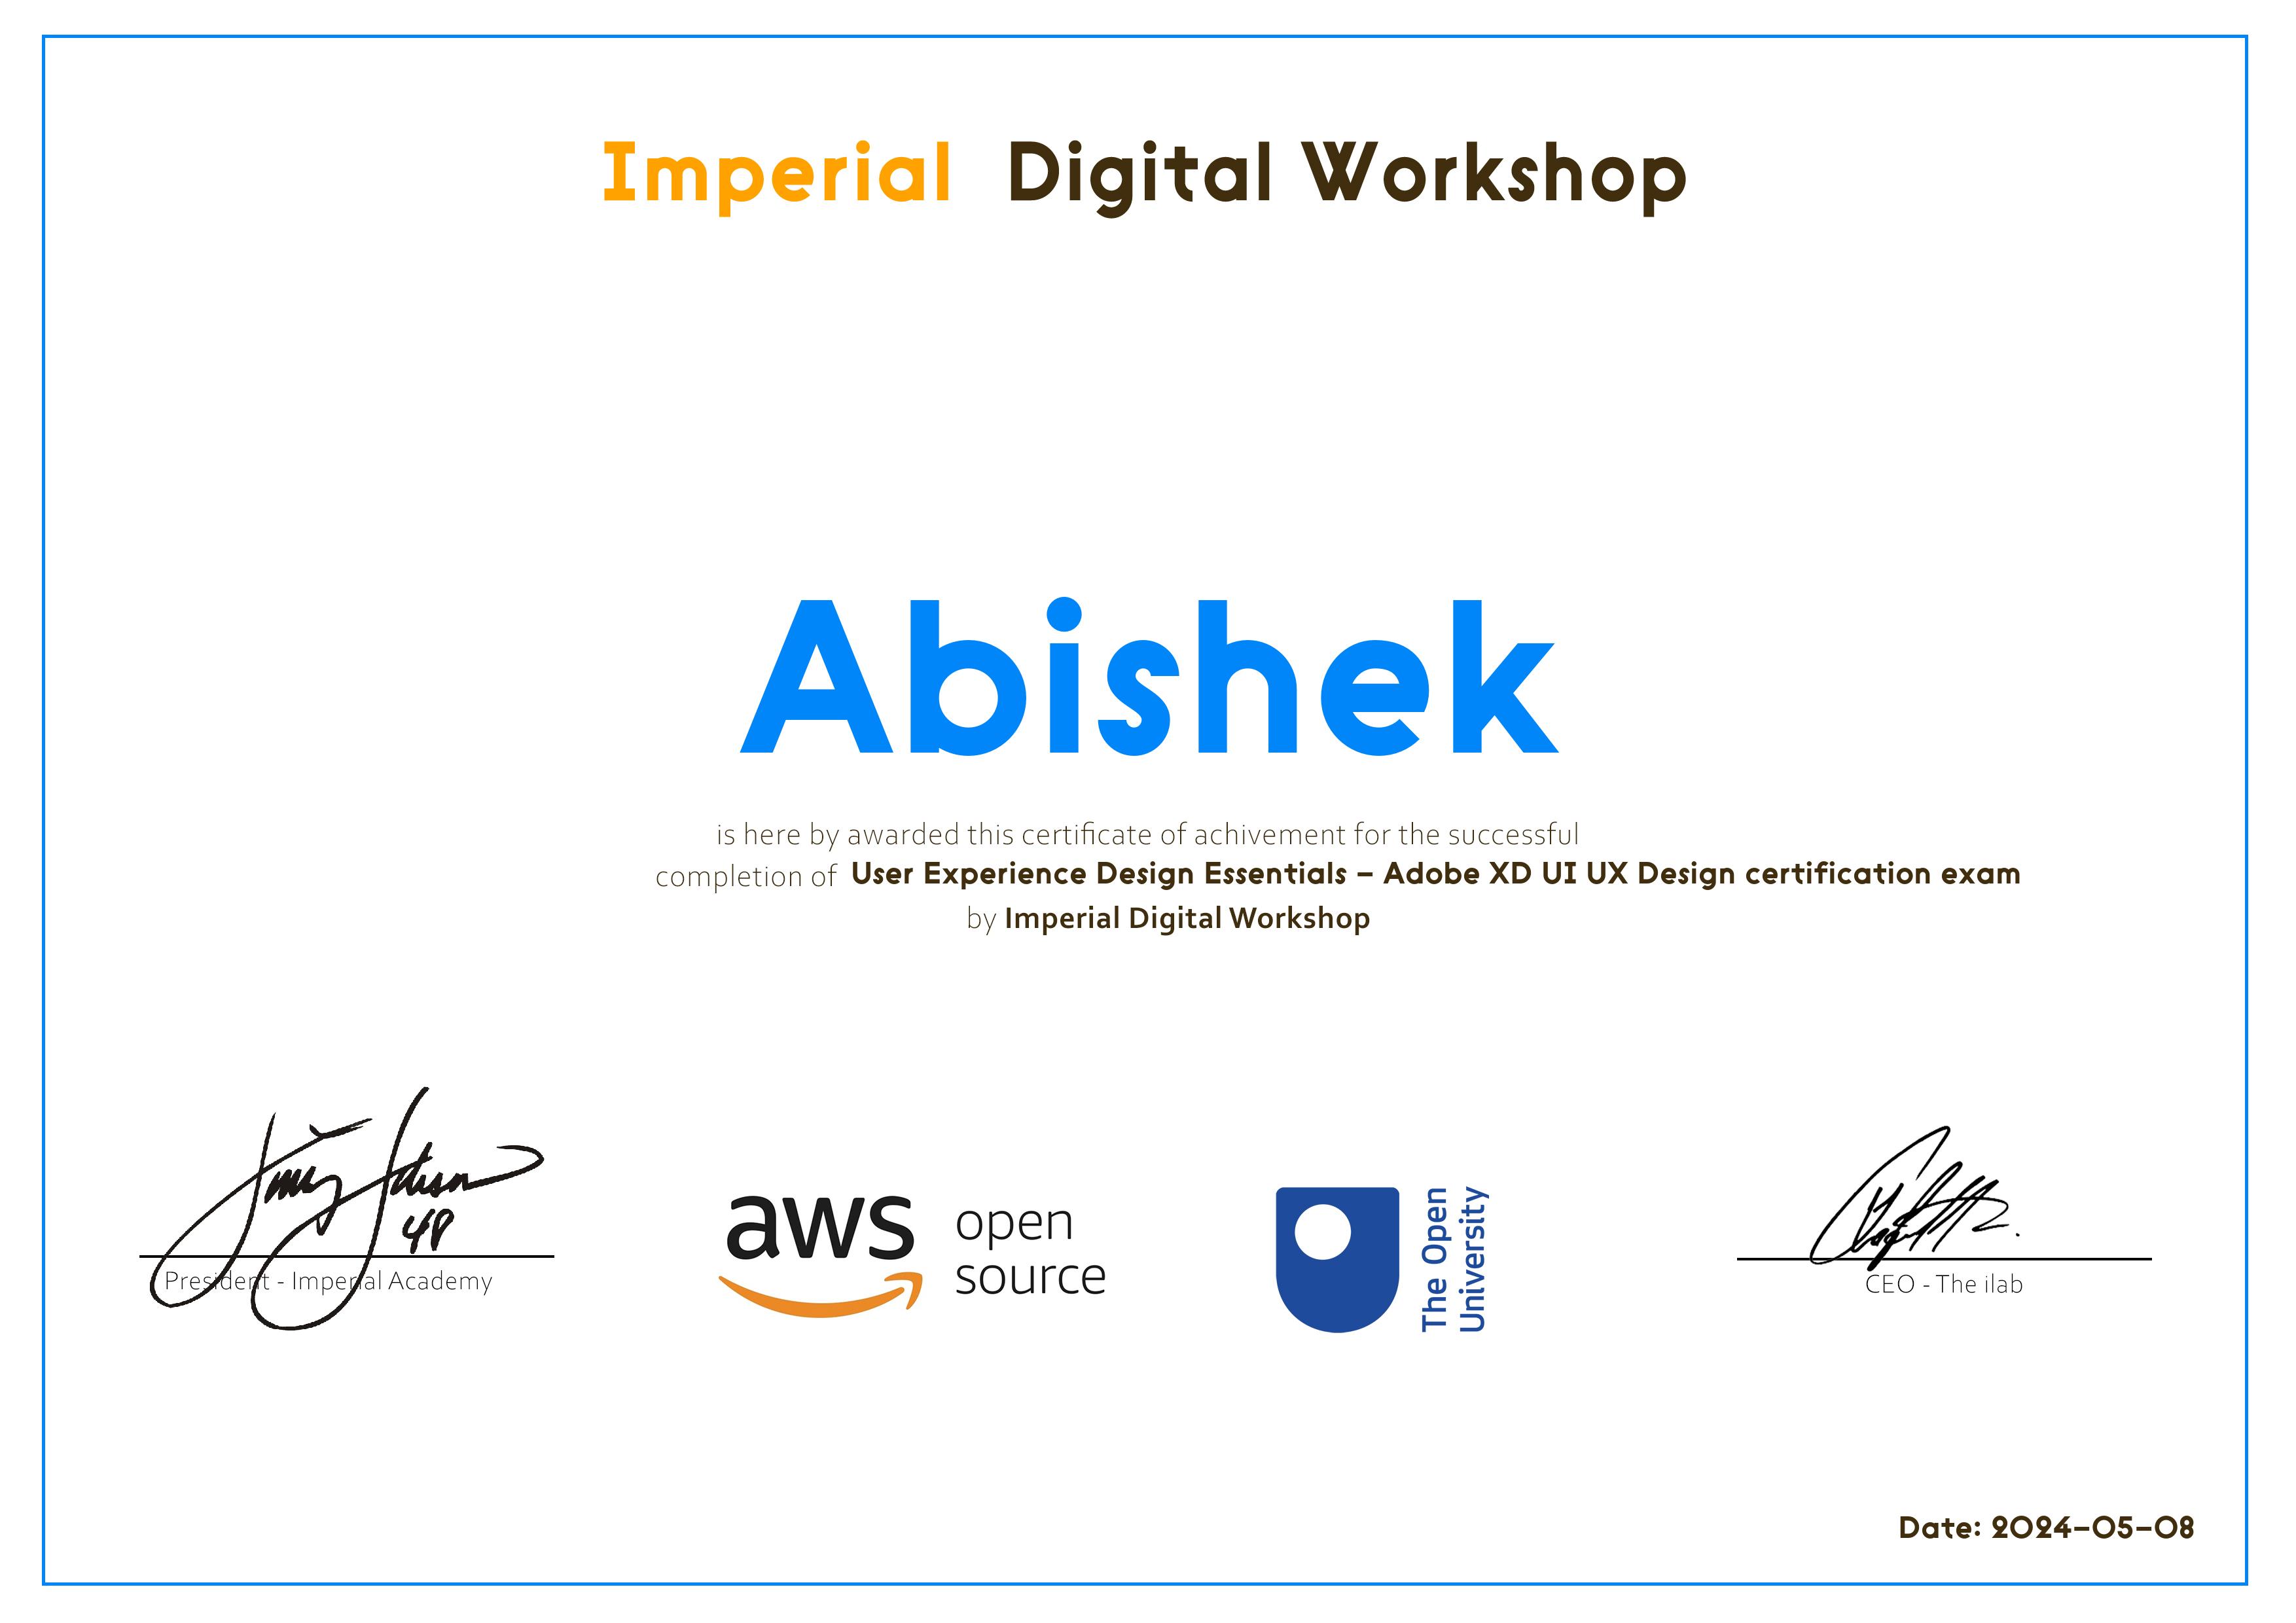 Imperial Digital Workshop
Abishek
is here by awarded this certificate of achivement for the successful
completion of User Experience Design Essentials – Adobe XD UI UX Design certification exam
by Imperial Digital Workshop
President - Imperial Academy
aws open
source
The Open
University
CEO - The ilab
Date: 2024-05-08